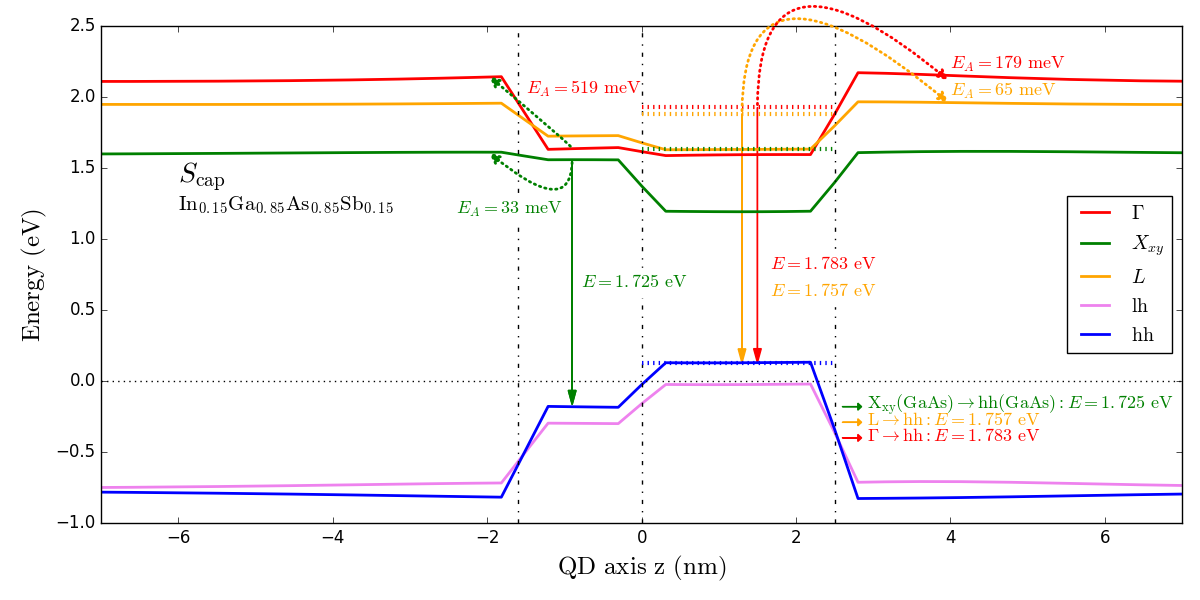 2.5
2.0
1.5
1.0
0.5
0.0
−0.5
−1.0
Energy (eV)
−6
−4
−2
0
2
4
6
QD axis z (nm)
S_cap
In_0.15Ga_0.85As_0.85Sb_0.15
E_A = 519 meV
E_A = 33 meV
E = 1.725 eV
E_A = 179 meV
E_A = 65 meV
E = 1.783 eV
E = 1.757 eV
Γ
X_xy
L
lh
hh
X_xy(GaAs) → hh(GaAs) : E = 1.725 eV
L → hh : E = 1.757 eV
Γ → hh : E = 1.783 eV